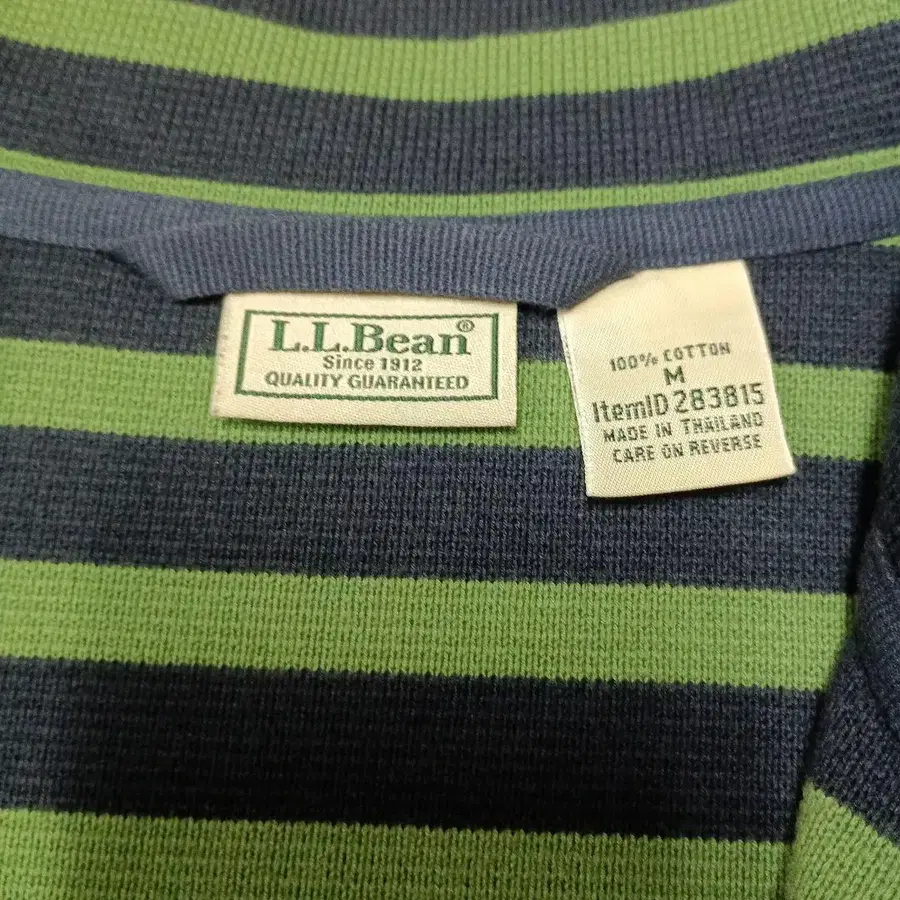 L.L.Bean®
Since 1912
QUALITY GUARANTEED
100% COTTON
M
ItemID 283815
MADE IN THAILAND
CARE ON REVERSE